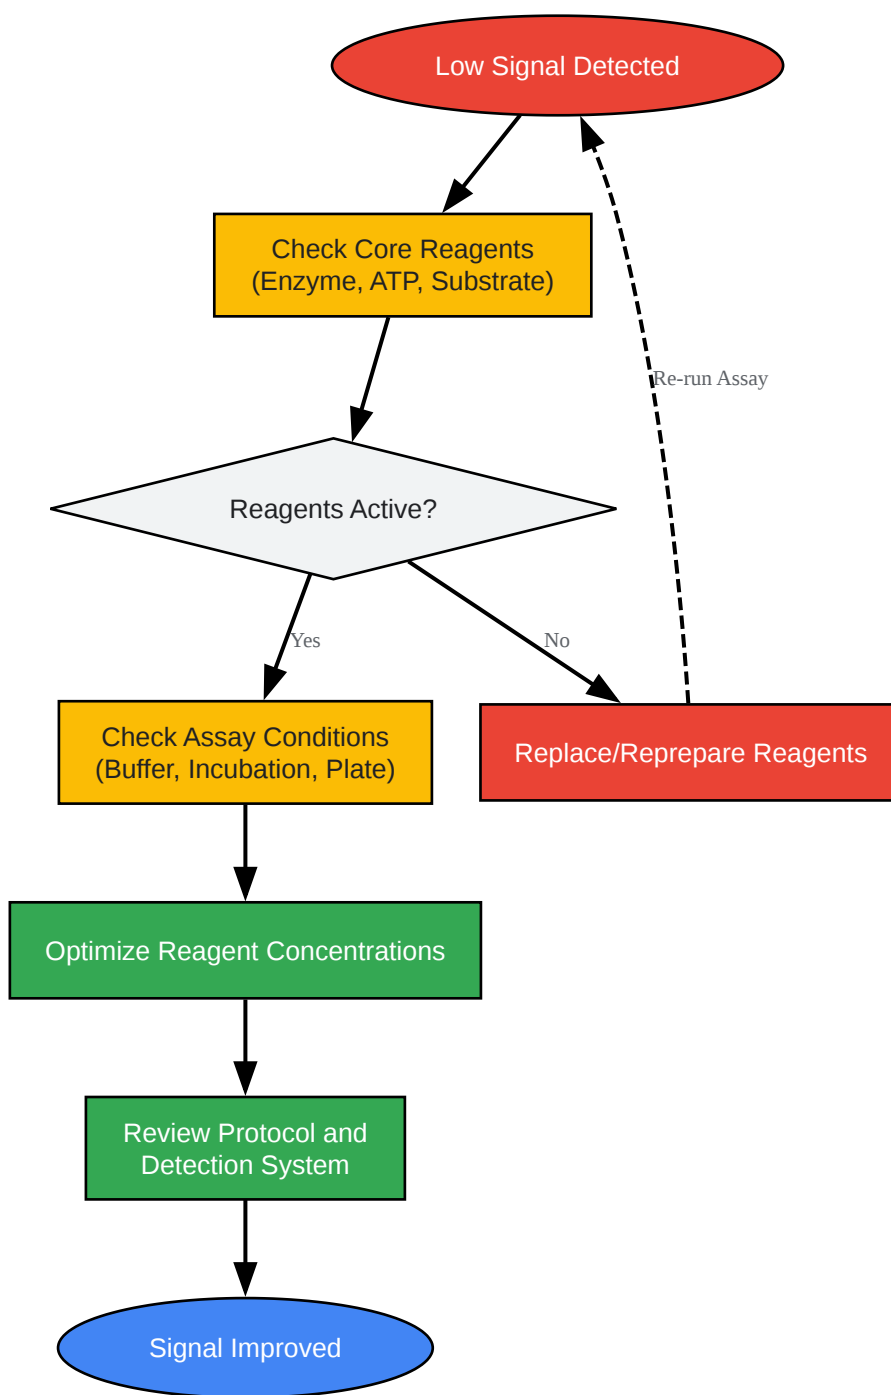 Low Signal Detected
Check Core Reagents
(Enzyme, ATP, Substrate)
Re-run Assay
Reagents Active?
Yes
No
Check Assay Conditions
(Buffer, Incubation, Plate)
Replace/Reprepare Reagents
Optimize Reagent Concentrations
Review Protocol and
Detection System
Signal Improved